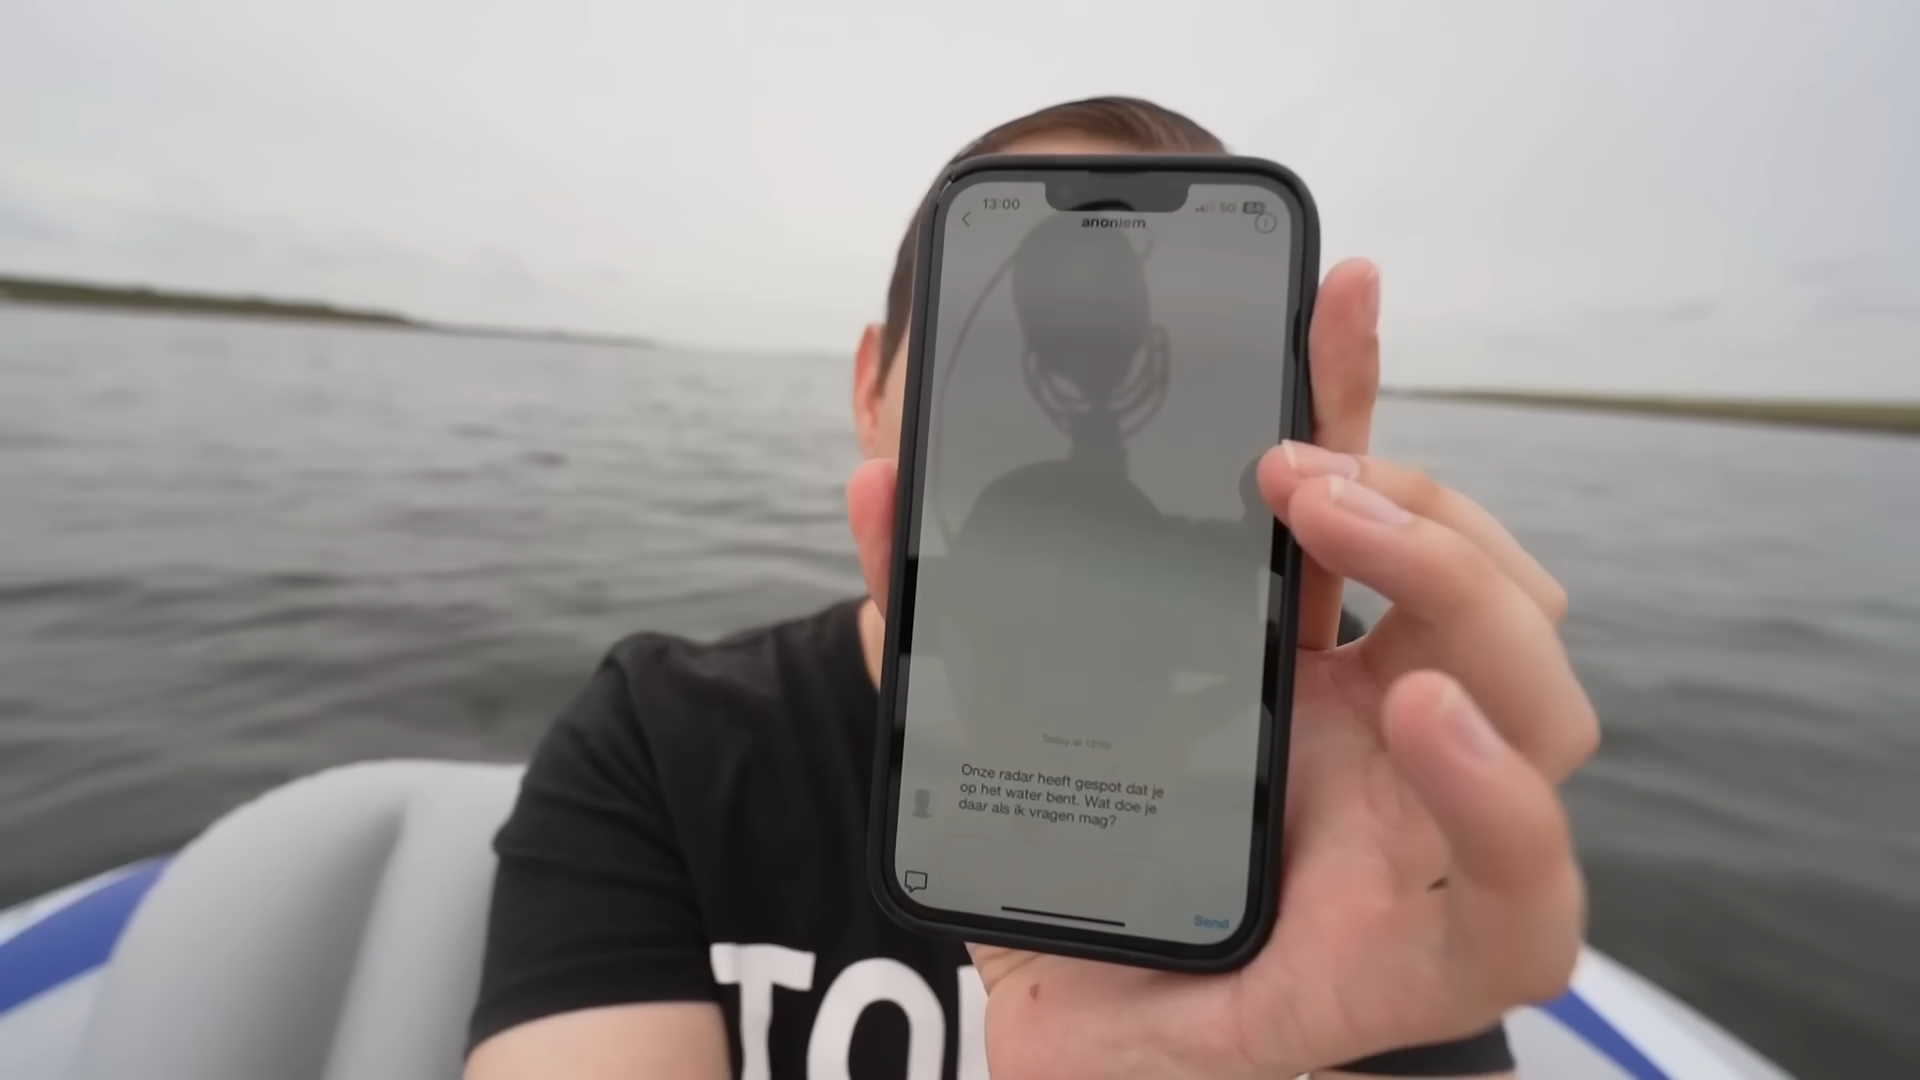 13:00
5G
anoniem
Onze radar heeft gespot dat je
op het water bent. Wat doe je
daar als ik vragen mag?
Send
TO